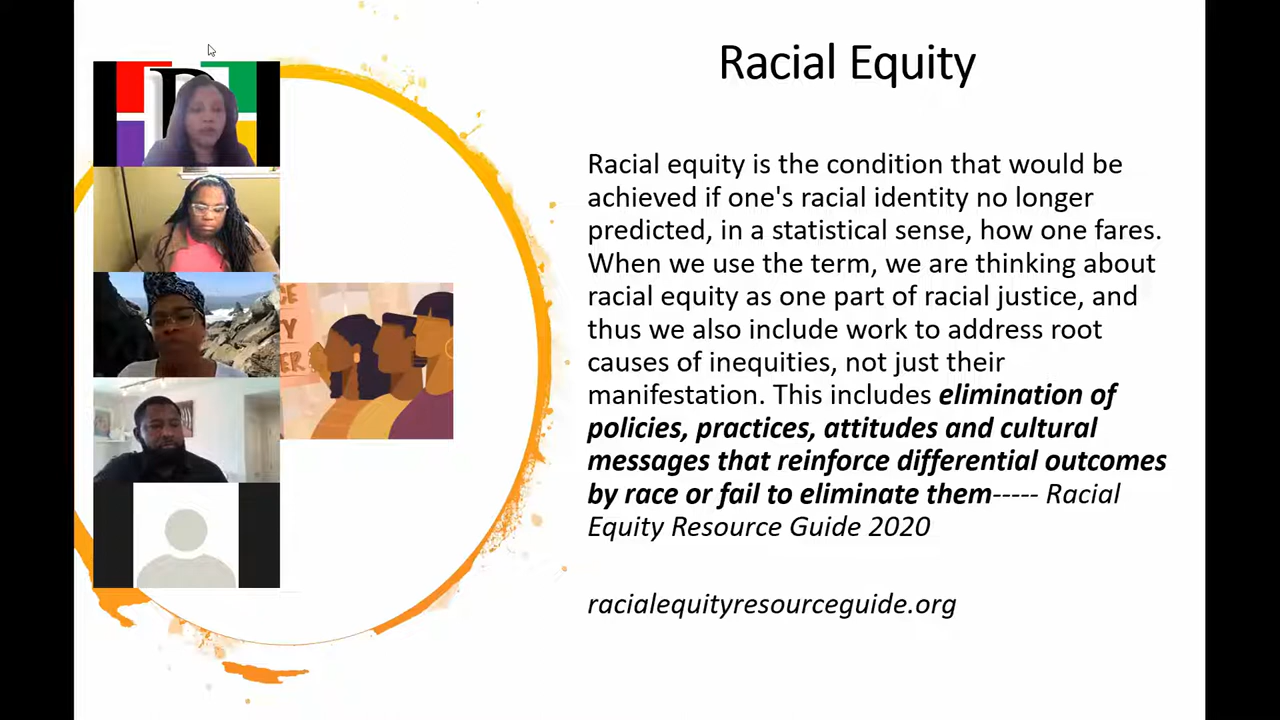 Racial Equity
Racial equity is the condition that would be
achieved if one's racial identity no longer
predicted, in a statistical sense, how one fares.
When we use the term, we are thinking about
racial equity as one part of racial justice, and
thus we also include work to address root
causes of inequities, not just their
manifestation. This includes elimination of
policies, practices, attitudes and cultural
messages that reinforce differential outcomes
by race or fail to eliminate them----- Racial
Equity Resource Guide 2020
racialequityresourceguide.org